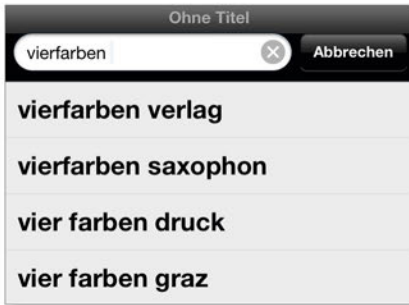 Ohne Titel
vierfarben
Abbrechen
vierfarben verlag
vierfarben saxophon
vier farben druck
vier farben graz